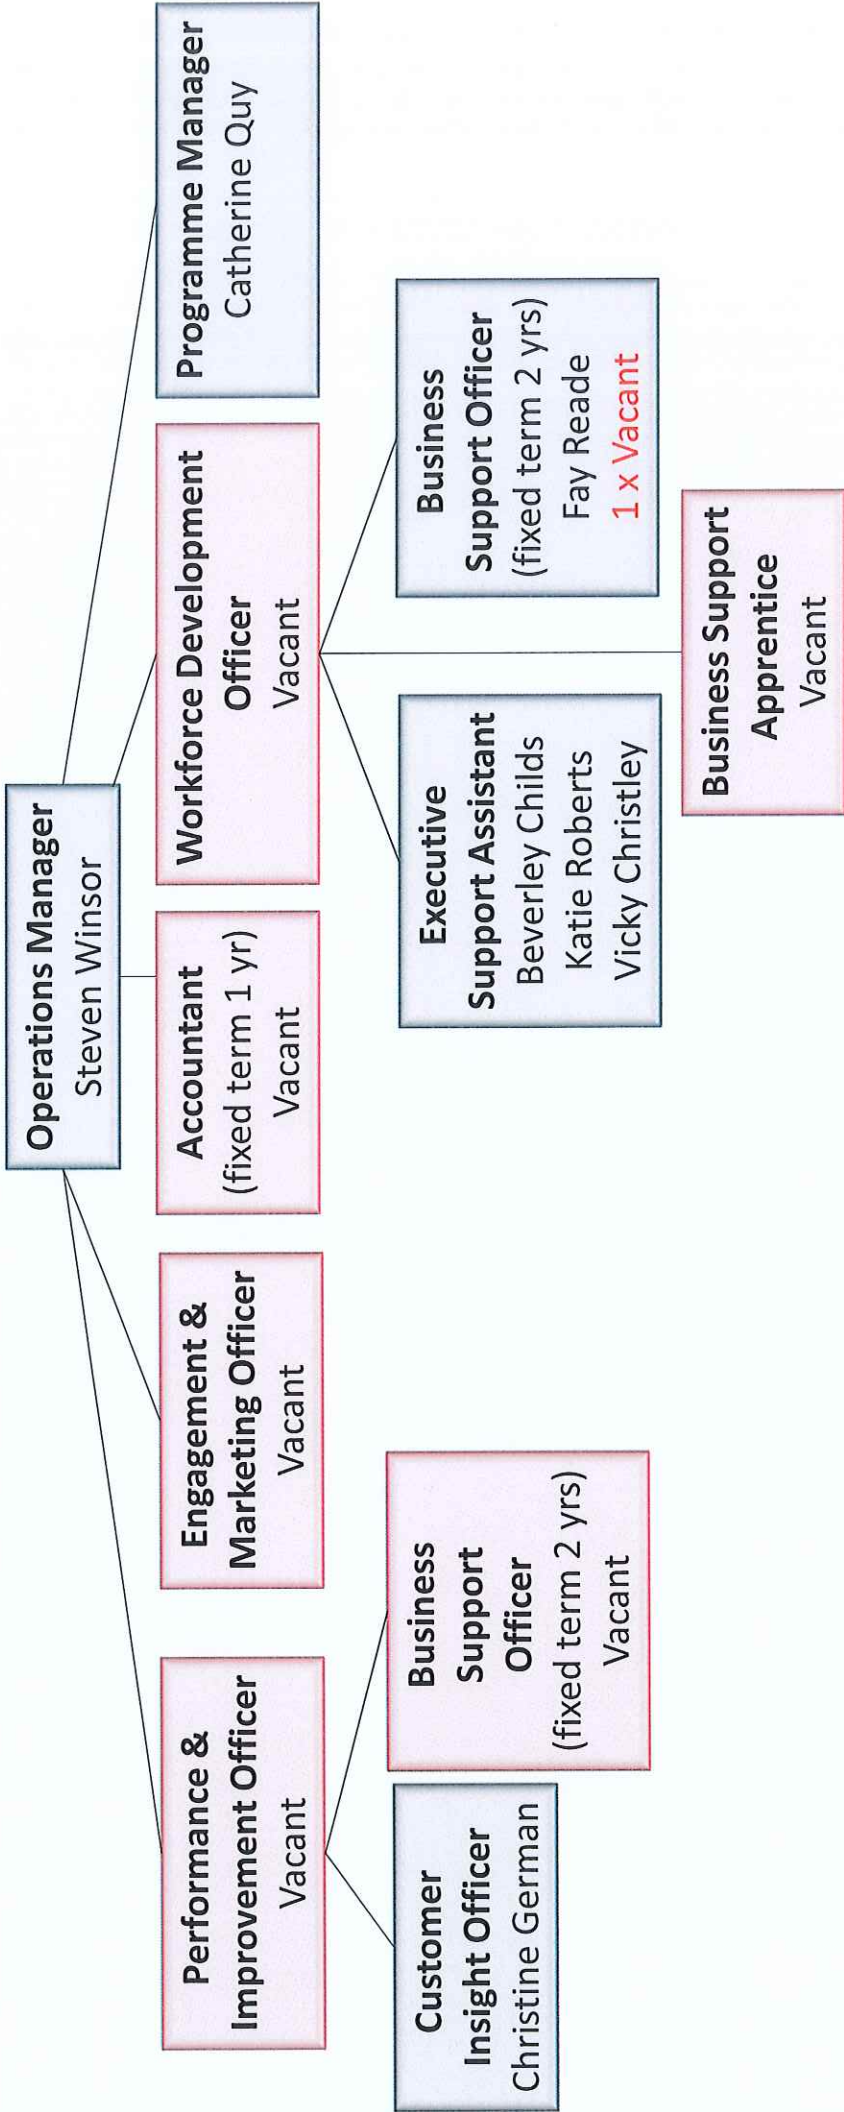 Operations Manager
Steven Winsor
Performance &
Improvement Officer
Vacant
Engagement &
Marketing Officer
Vacant
Accountant
(fixed term 1 yr)
Vacant
Workforce Development
Officer
Vacant
Programme Manager
Catherine Quy
Customer
Insight Officer
Christine German
Business
Support
Officer
(fixed term 2 yrs)
Vacant
Executive
Support Assistant
Beverley Childs
Katie Roberts
Vicky Christley
Business
Support Officer
(fixed term 2 yrs)
Fay Reade
1 x Vacant
Business Support
Apprentice
Vacant